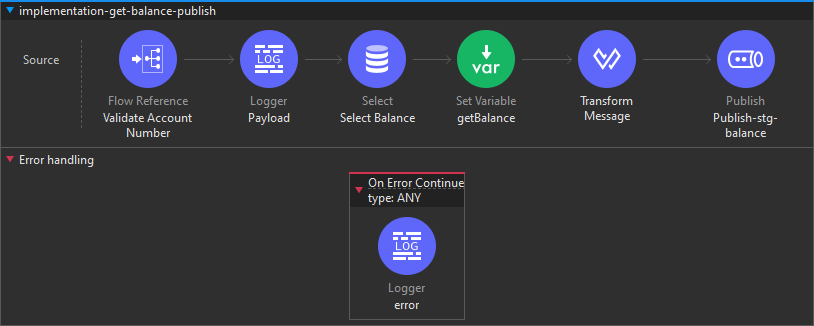 implementation-get-balance-publish
Source
Flow Reference
Validate Account
Number
LOG
Logger
Payload
Select
Select Balance
var
Set Variable
getBalance
Transform
Message
Publish
Publish-stg-
balance
Error handling
On Error Continue
type: ANY
LOG
Logger
error